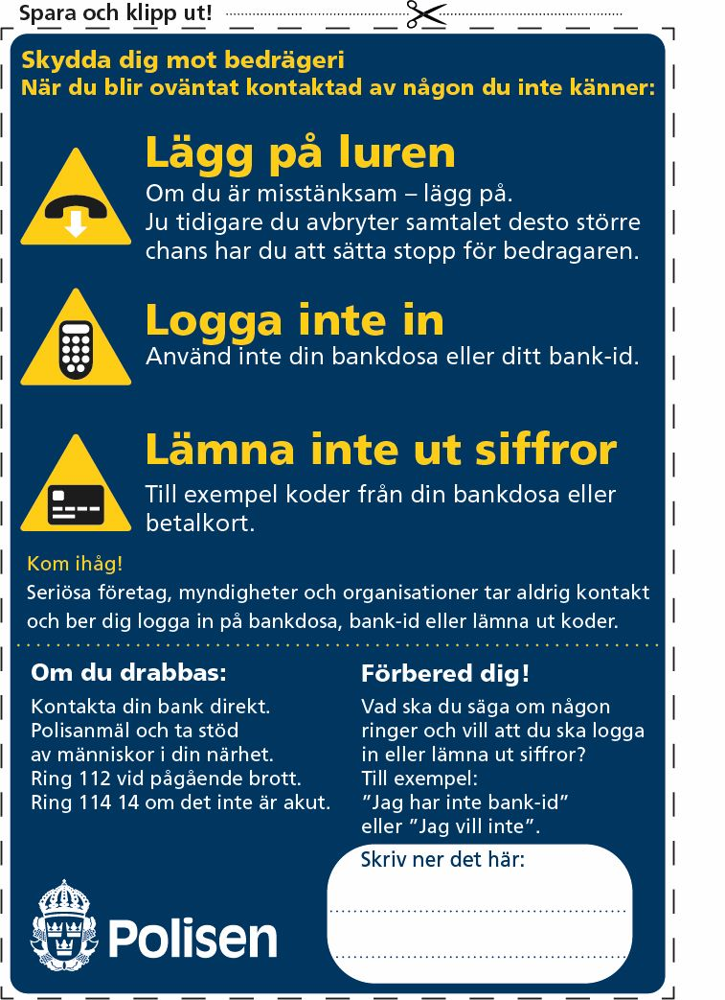 Spara och klipp ut!
Skydda dig mot bedrägeri
När du blir oväntat kontaktad av någon du inte känner:
Lägg på luren
Om du är misstänksam – lägg på.
Ju tidigare du avbryter samtalet desto större
chans har du att sätta stopp för bedragaren.
Logga inte in
Använd inte din bankdosa eller ditt bank-id.
Lämna inte ut siffror
Till exempel koder från din bankdosa eller
betalkort.
Kom ihåg!
Seriösa företag, myndigheter och organisationer tar aldrig kontakt
och ber dig logga in på bankdosa, bank-id eller lämna ut koder.
Om du drabbas:
Kontakta din bank direkt.
Polisanmäl och ta stöd
av människor i din närhet.
Ring 112 vid pågående brott.
Ring 114 14 om det inte är akut.
Förbered dig!
Vad ska du säga om någon
ringer och vill att du ska logga
in eller lämna ut siffror?
Till exempel:
”Jag har inte bank-id”
eller ”Jag vill inte”.
Skriv ner det här:
Polisen